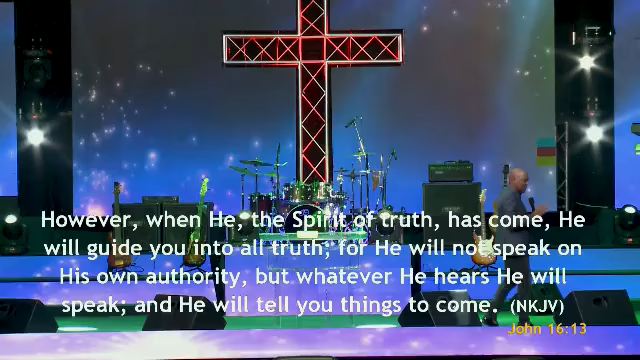 However, when He, the Spirit of truth, has come, He
will guide you into all truth; for He will not speak on
His own authority, but whatever He hears He will
speak; and He will tell you things to come. (NKJV)
John 16:13